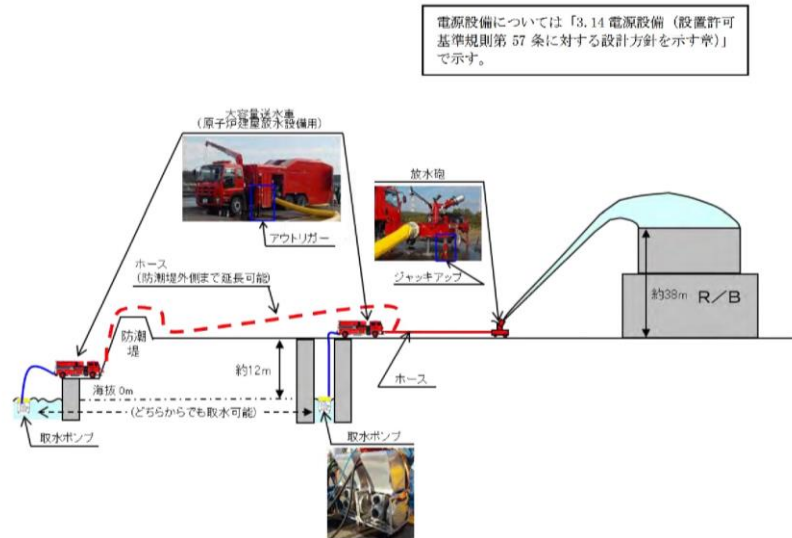 電源設備については「3.14 電源設備（設置許可
基準規則第 57 条に対する設計方針を示す章）」
で示す。
大容量送水車
（原子炉建屋放水設備用）
放水砲
アウトリガー
ジャッキアップ
ホース
（防潮堤外側まで延長可能）
約38m
R/B
防潮
堤
約12m
ホース
海抜 0m
（どちらからでも取水可能）
取水ポンプ
取水ポンプ